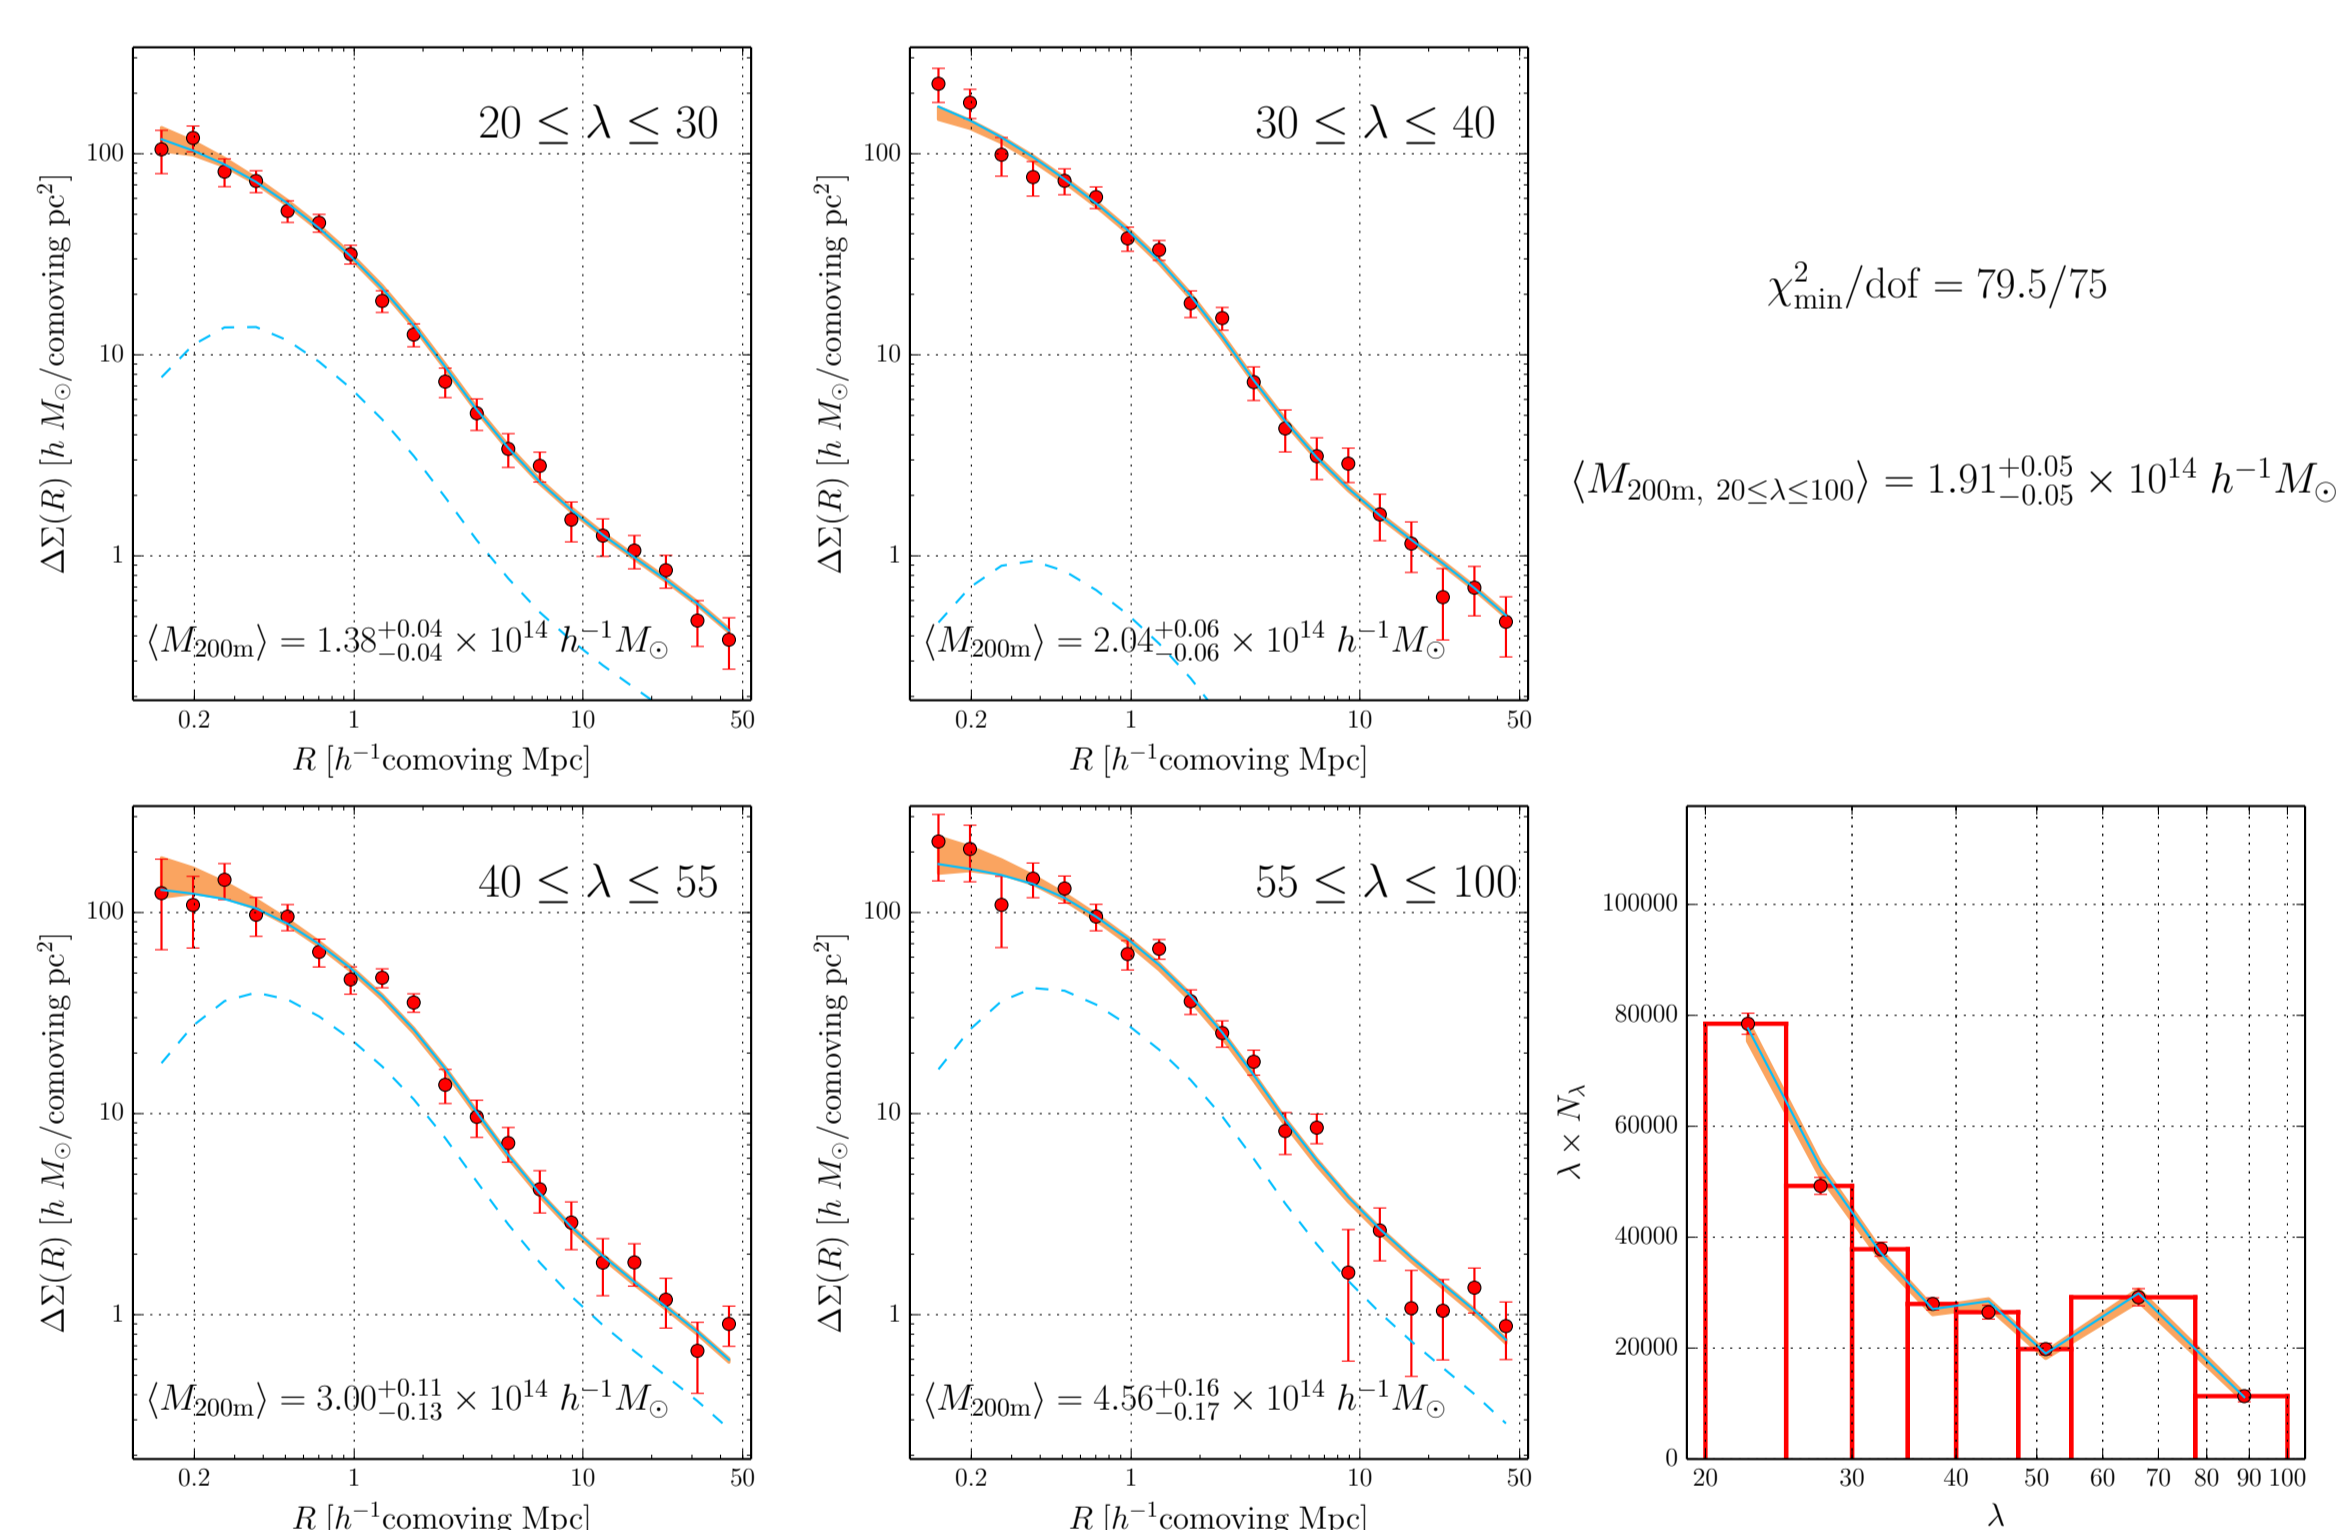 20 ≤ λ ≤ 30
100
10
1
ΔΣ(R) [h M☉/comoving pc²]
⟨M₂₀₀ₘ⟩ = 1.38 +0.04 −0.04 × 10¹⁴ h⁻¹M☉
0.2 1 10 50
R [h⁻¹comoving Mpc]
30 ≤ λ ≤ 40
100
10
1
ΔΣ(R) [h M☉/comoving pc²]
⟨M₂₀₀ₘ⟩ = 2.04 +0.06 −0.06 × 10¹⁴ h⁻¹M☉
0.2 1 10 50
R [h⁻¹comoving Mpc]
χ²min/dof = 79.5/75
⟨M200m, 20≤λ≤100⟩ = 1.91 +0.05 −0.05 × 10¹⁴ h⁻¹M☉
40 ≤ λ ≤ 55
100
10
1
ΔΣ(R) [h M☉/comoving pc²]
⟨M₂₀₀ₘ⟩ = 3.00 +0.11 −0.13 × 10¹⁴ h⁻¹M☉
0.2 1 10 50
R [h⁻¹comoving Mpc]
55 ≤ λ ≤ 100
100
10
1
ΔΣ(R) [h M☉/comoving pc²]
⟨M₂₀₀ₘ⟩ = 4.56 +0.16 −0.17 × 10¹⁴ h⁻¹M☉
0.2 1 10 50
R [h⁻¹comoving Mpc]
100000
80000
60000
40000
20000
0
λ × Nλ
20 30 40 50 60 70 80 90 100
λ